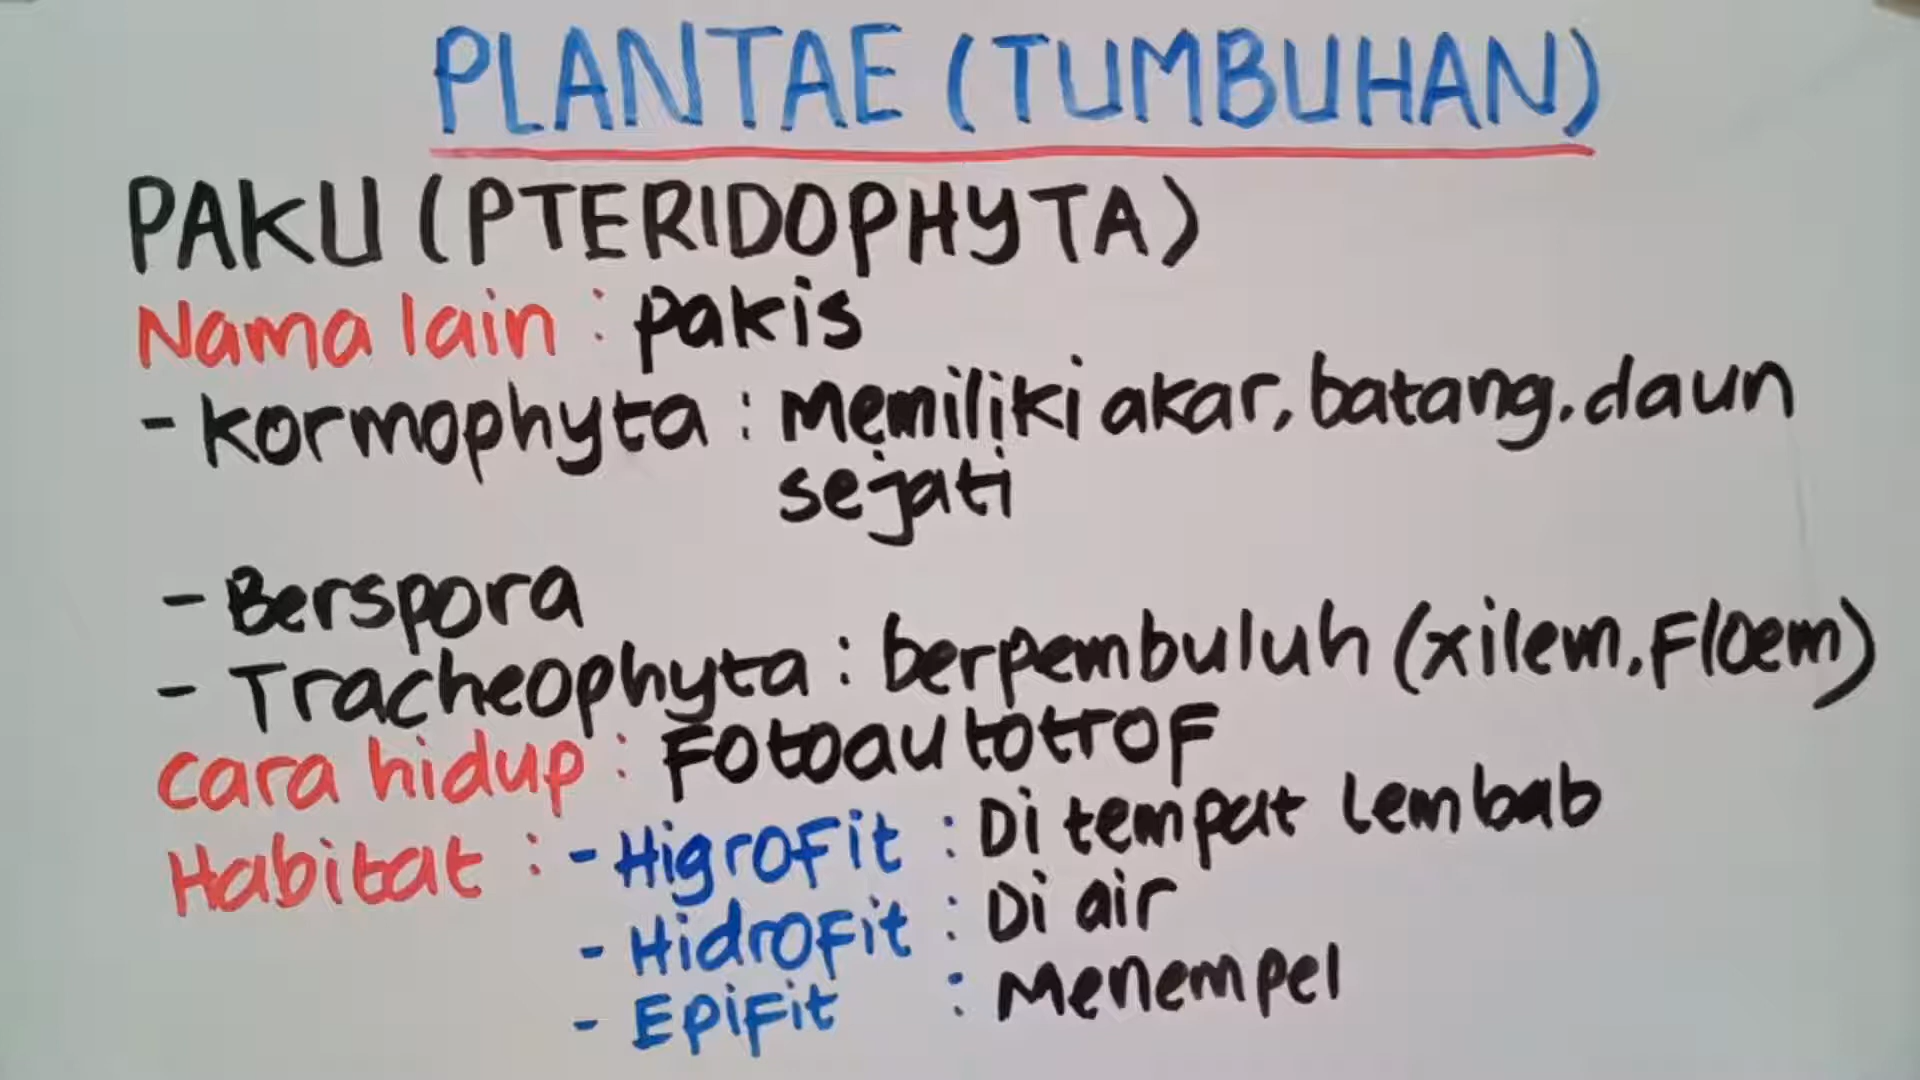 PLANTAE (TUMBUHAN)
PAKU (PTERIDOPHYTA)
Nama lain : pakis
- Kormophyta : Memiliki akar, batang, daun
sejati
- Berspora
- Tracheophyta : berpembuluh (xilem, Floem)
Cara hidup : Fotoautotrof
Habitat : - Higrofit : Di tempat lembab
- Hidrofit : Di air
- Epifit : Menempel